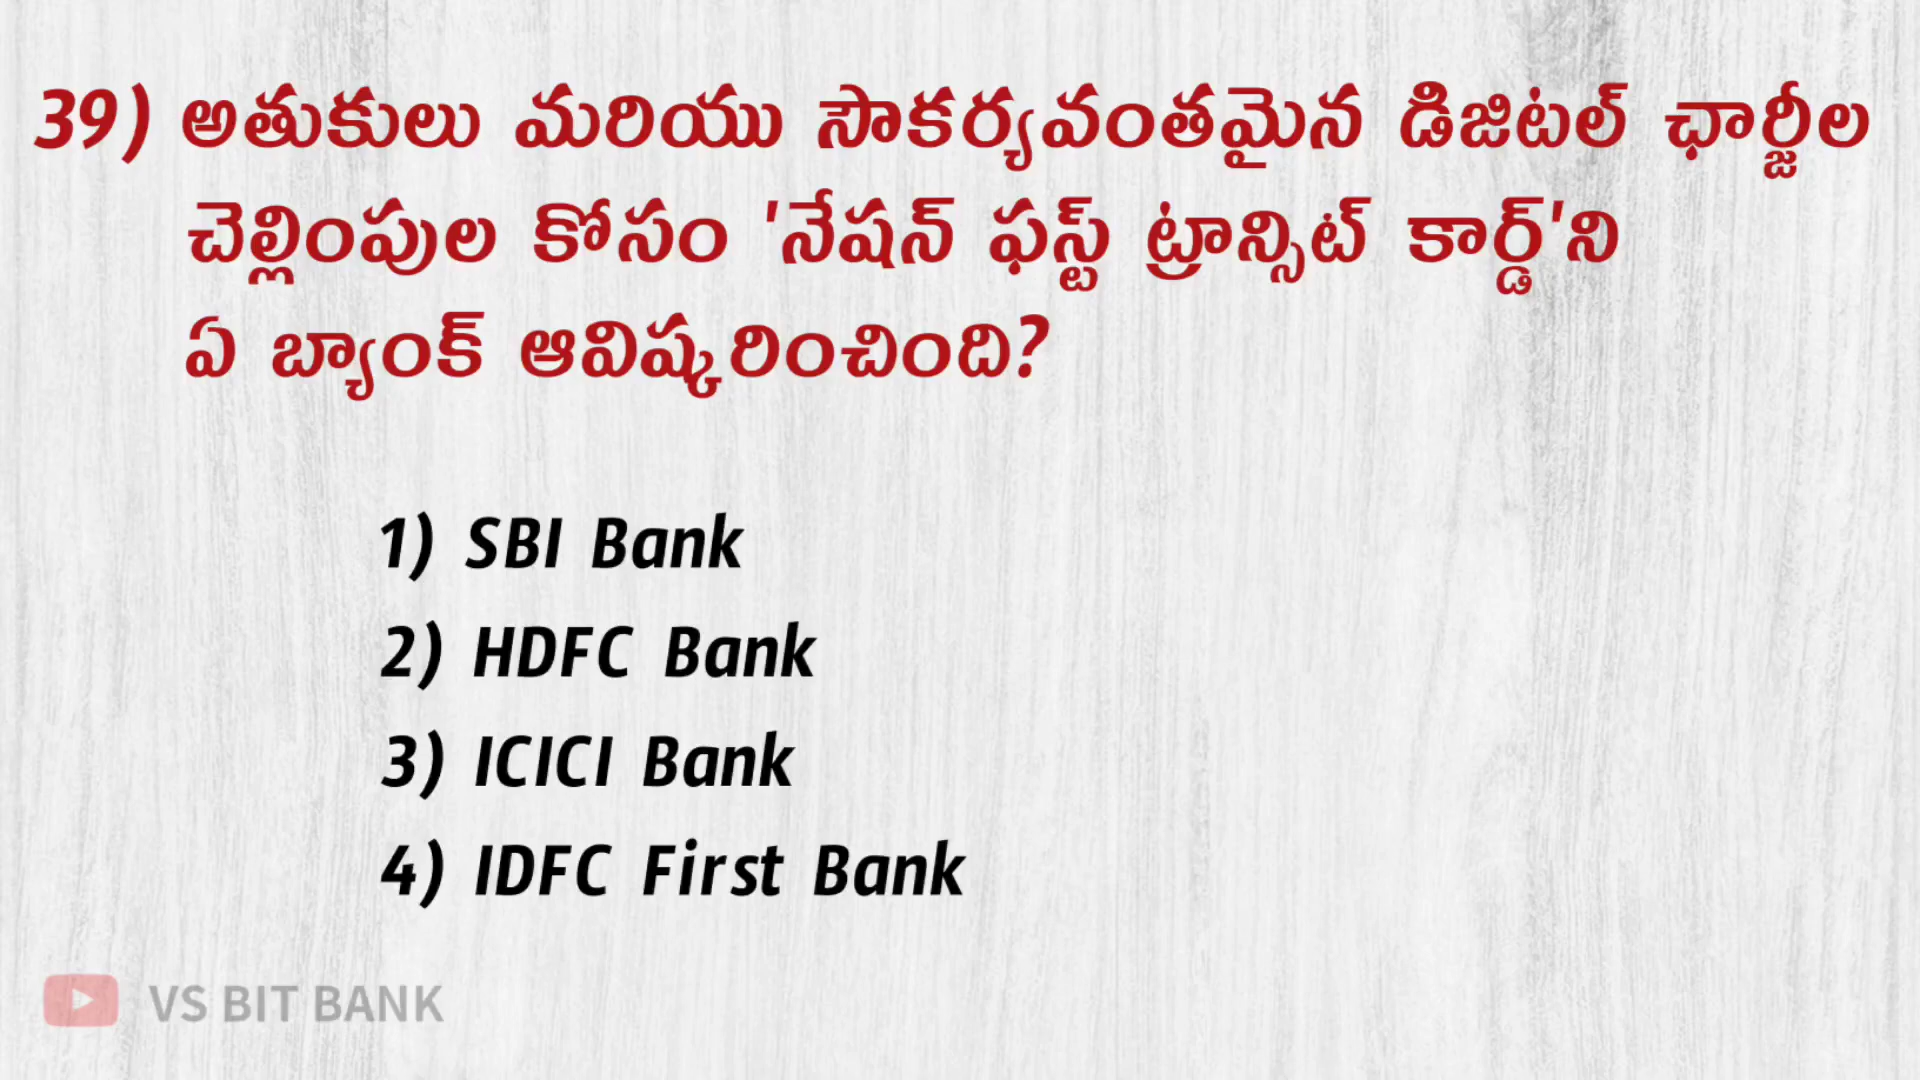 39) అతుకులు మరియు సౌకర్యవంతమైన డిజిటల్ ఛార్జీల
చెల్లింపుల కోసం 'నేషన్ ఫస్ట్ ట్రాన్సిట్ కార్డ్'ని
ఏ బ్యాంక్ ఆవిష్కరించింది?
1) SBI Bank
2) HDFC Bank
3) ICICI Bank
4) IDFC First Bank
VS BIT BANK